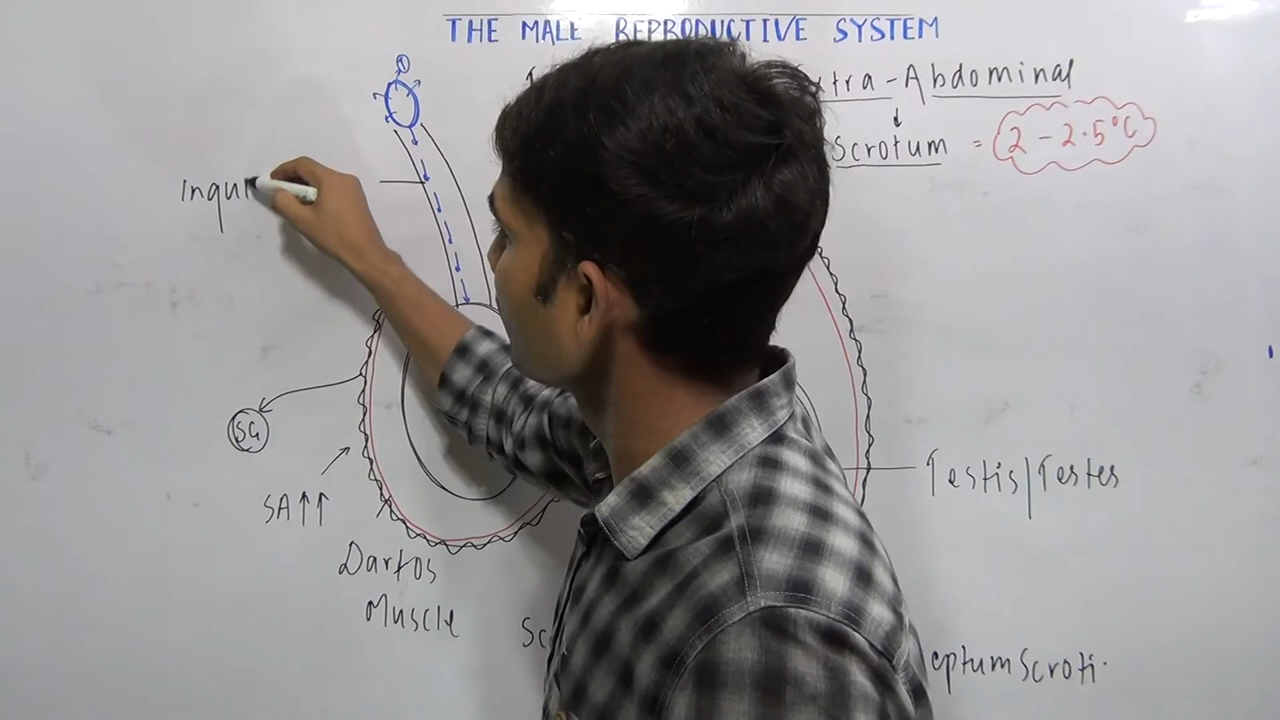 THE MALE REPRODUCTIVE SYSTEM
xtra-Abdominal
Scrotum = 2-2.5°C
Ingui
SG
SA↑↑
Testis/Testes
Dartos
Muscle
Sc
eptum Scroti.